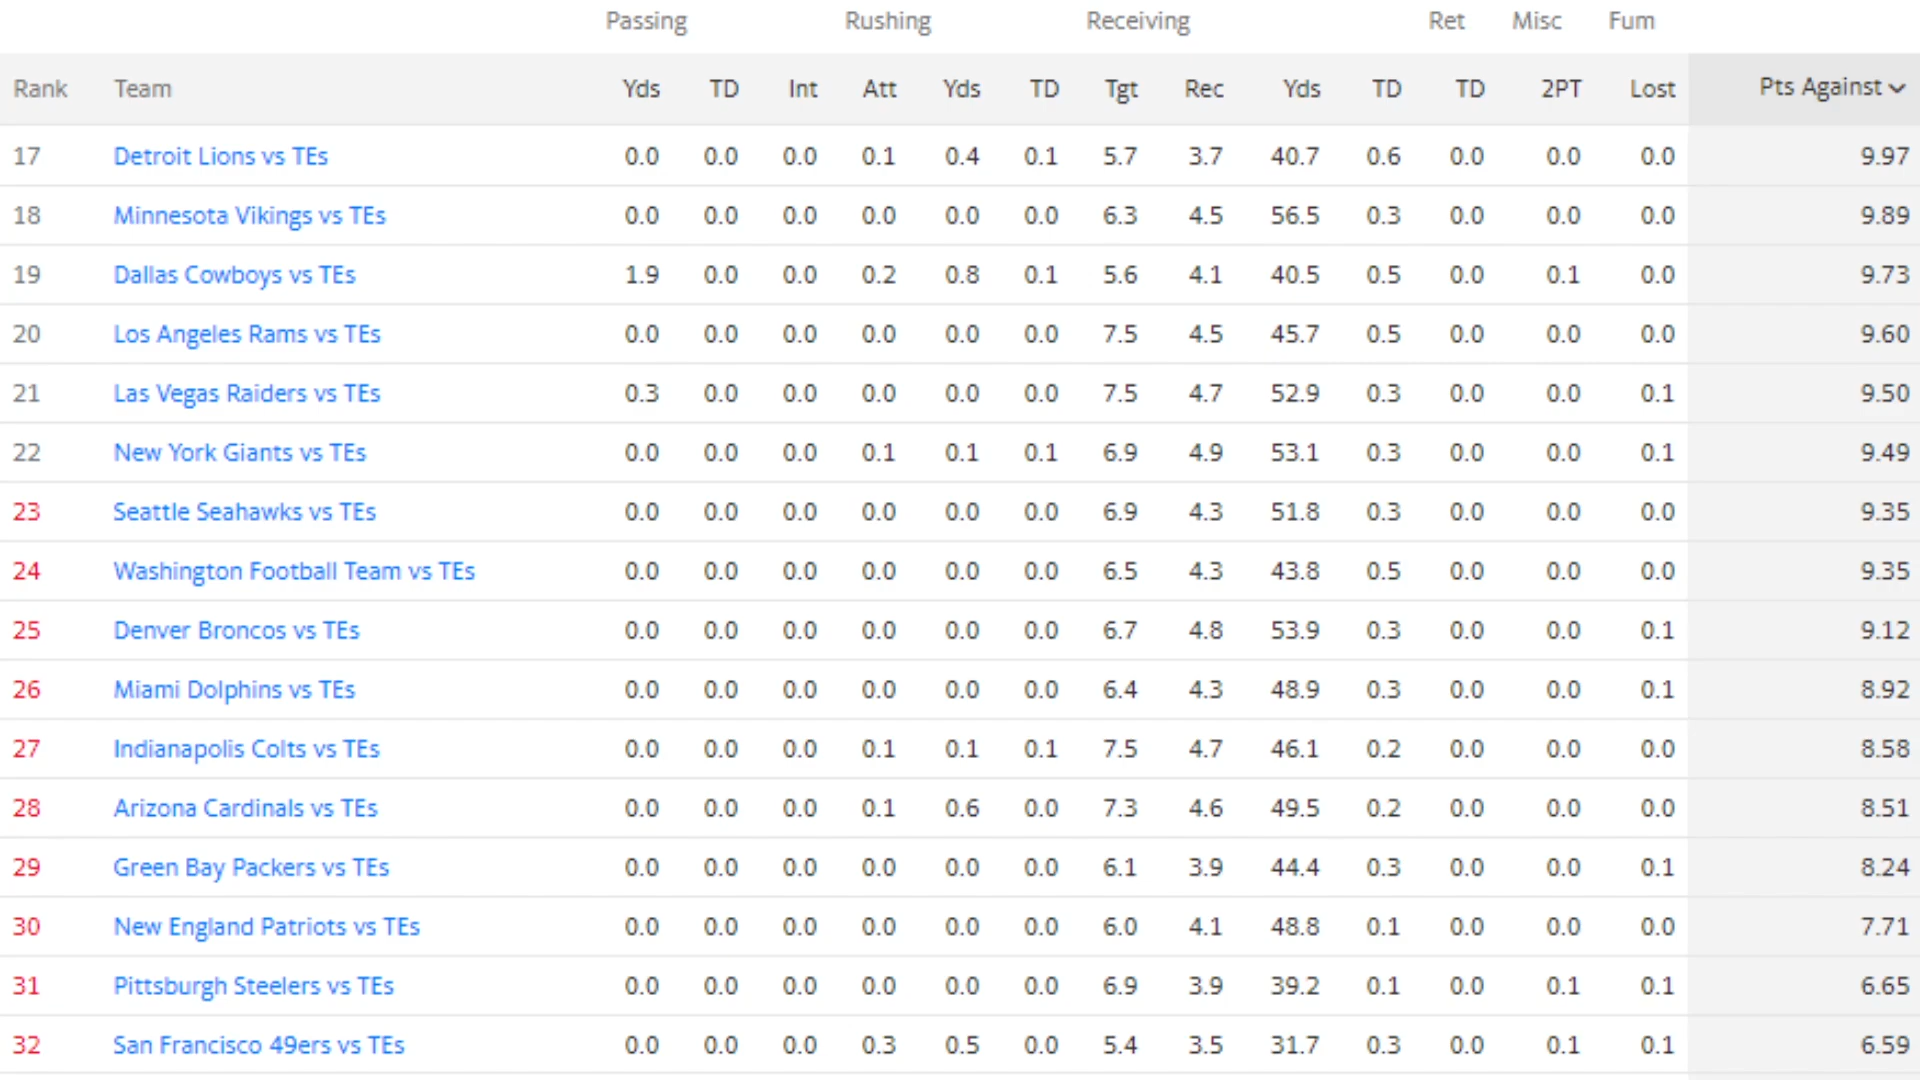 Passing Rushing Receiving Ret Misc Fum
Rank Team Yds TD Int Att Yds TD Tgt Rec Yds TD TD 2PT Lost Pts Against
17 Detroit Lions vs TEs 0.0 0.0 0.0 0.1 0.4 0.1 5.7 3.7 40.7 0.6 0.0 0.0 0.0 9.97
18 Minnesota Vikings vs TEs 0.0 0.0 0.0 0.0 0.0 0.0 6.3 4.5 56.5 0.3 0.0 0.0 0.0 9.89
19 Dallas Cowboys vs TEs 1.9 0.0 0.0 0.2 0.8 0.1 5.6 4.1 40.5 0.5 0.0 0.1 0.0 9.73
20 Los Angeles Rams vs TEs 0.0 0.0 0.0 0.0 0.0 0.0 7.5 4.5 45.7 0.5 0.0 0.0 0.0 9.60
21 Las Vegas Raiders vs TEs 0.3 0.0 0.0 0.0 0.0 0.0 7.5 4.7 52.9 0.3 0.0 0.0 0.1 9.50
22 New York Giants vs TEs 0.0 0.0 0.0 0.1 0.1 0.1 6.9 4.9 53.1 0.3 0.0 0.0 0.1 9.49
23 Seattle Seahawks vs TEs 0.0 0.0 0.0 0.0 0.0 0.0 6.9 4.3 51.8 0.3 0.0 0.0 0.0 9.35
24 Washington Football Team vs TEs 0.0 0.0 0.0 0.0 0.0 0.0 6.5 4.3 43.8 0.5 0.0 0.0 0.0 9.35
25 Denver Broncos vs TEs 0.0 0.0 0.0 0.0 0.0 0.0 6.7 4.8 53.9 0.3 0.0 0.0 0.1 9.12
26 Miami Dolphins vs TEs 0.0 0.0 0.0 0.0 0.0 0.0 6.4 4.3 48.9 0.3 0.0 0.0 0.1 8.92
27 Indianapolis Colts vs TEs 0.0 0.0 0.0 0.1 0.1 0.1 7.5 4.7 46.1 0.2 0.0 0.0 0.0 8.58
28 Arizona Cardinals vs TEs 0.0 0.0 0.0 0.1 0.6 0.0 7.3 4.6 49.5 0.2 0.0 0.0 0.0 8.51
29 Green Bay Packers vs TEs 0.0 0.0 0.0 0.0 0.0 0.0 6.1 3.9 44.4 0.3 0.0 0.0 0.1 8.24
30 New England Patriots vs TEs 0.0 0.0 0.0 0.0 0.0 0.0 6.0 4.1 48.8 0.1 0.0 0.0 0.0 7.71
31 Pittsburgh Steelers vs TEs 0.0 0.0 0.0 0.0 0.0 0.0 6.9 3.9 39.2 0.1 0.0 0.1 0.1 6.65
32 San Francisco 49ers vs TEs 0.0 0.0 0.0 0.3 0.5 0.0 5.4 3.5 31.7 0.3 0.0 0.1 0.1 6.59